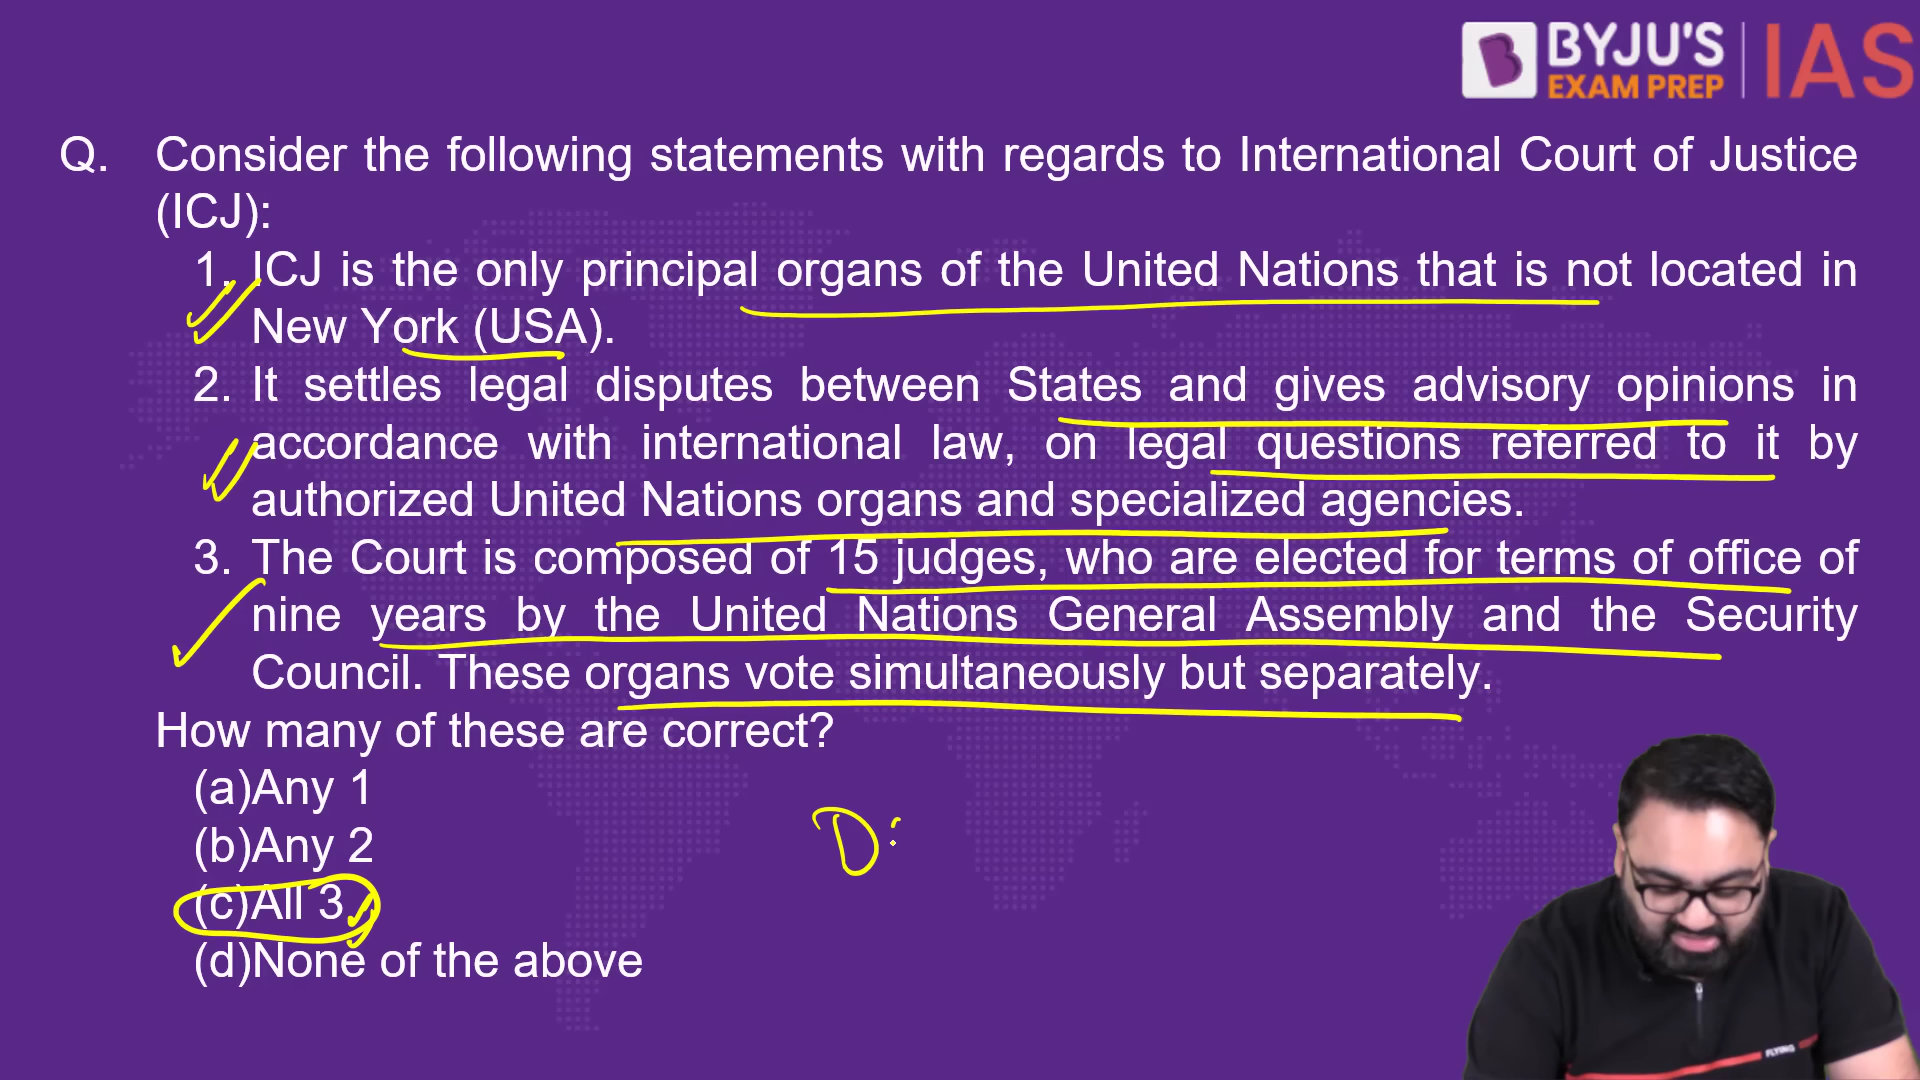 BYJU'S
EXAM PREP
IAS
Q. Consider the following statements with regards to International Court of Justice
(ICJ):
1. ICJ is the only principal organs of the United Nations that is not located in
New York (USA).
2. It settles legal disputes between States and gives advisory opinions in
accordance with international law, on legal questions referred to it by
authorized United Nations organs and specialized agencies.
3. The Court is composed of 15 judges, who are elected for terms of office of
nine years by the United Nations General Assembly and the Security
Council. These organs vote simultaneously but separately.
How many of these are correct?
(a)Any 1
(b)Any 2
(c)All 3
(d)None of the above
D:
FLYING